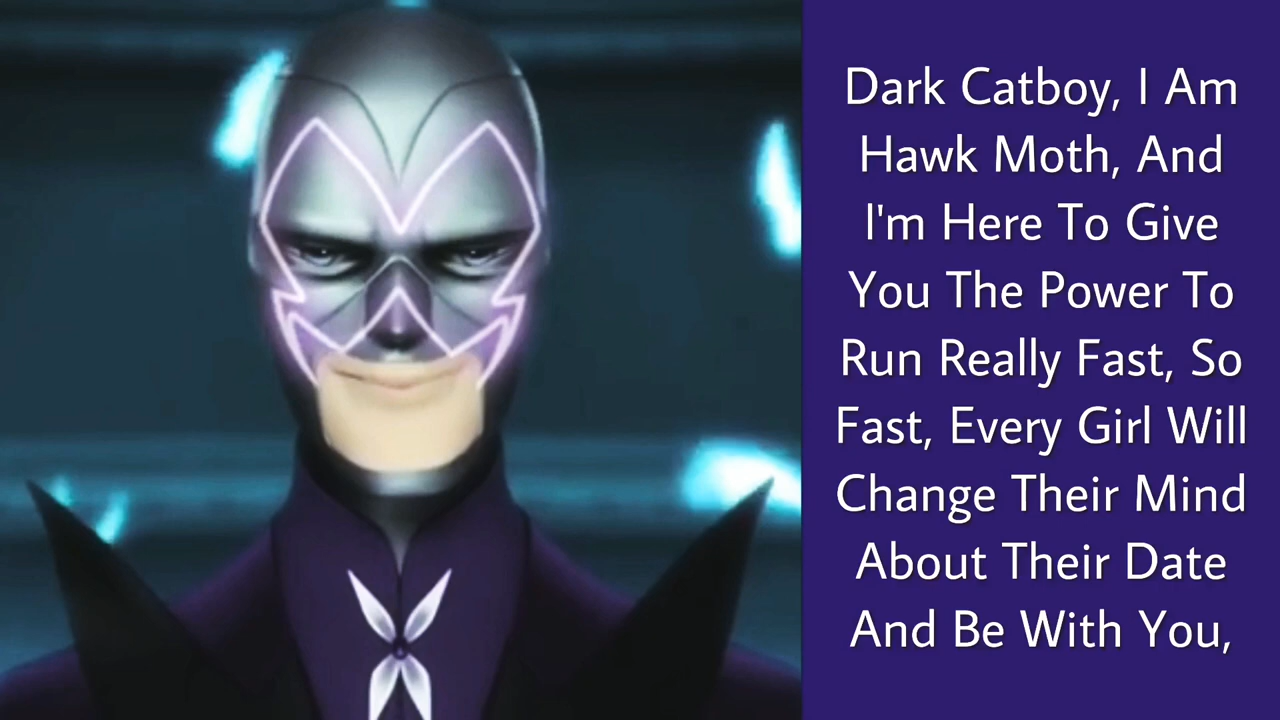 Dark Catboy, I Am
Hawk Moth, And
I'm Here To Give
You The Power To
Run Really Fast, So
Fast, Every Girl Will
Change Their Mind
About Their Date
And Be With You,